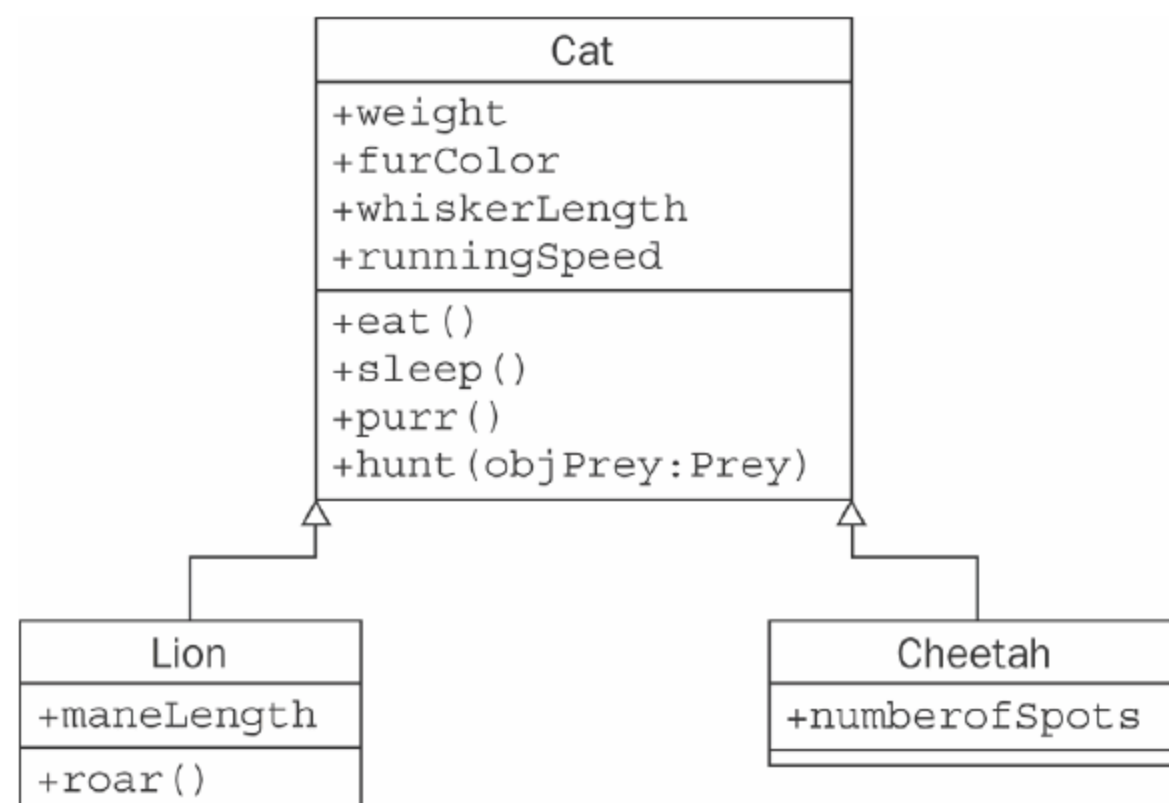 Cat
+weight
+furColor
+whiskerLength
+runningSpeed
+eat()
+sleep()
+purr()
+hunt(objPrey:Prey)
Lion
+maneLength
+roar()
Cheetah
+numberofSpots